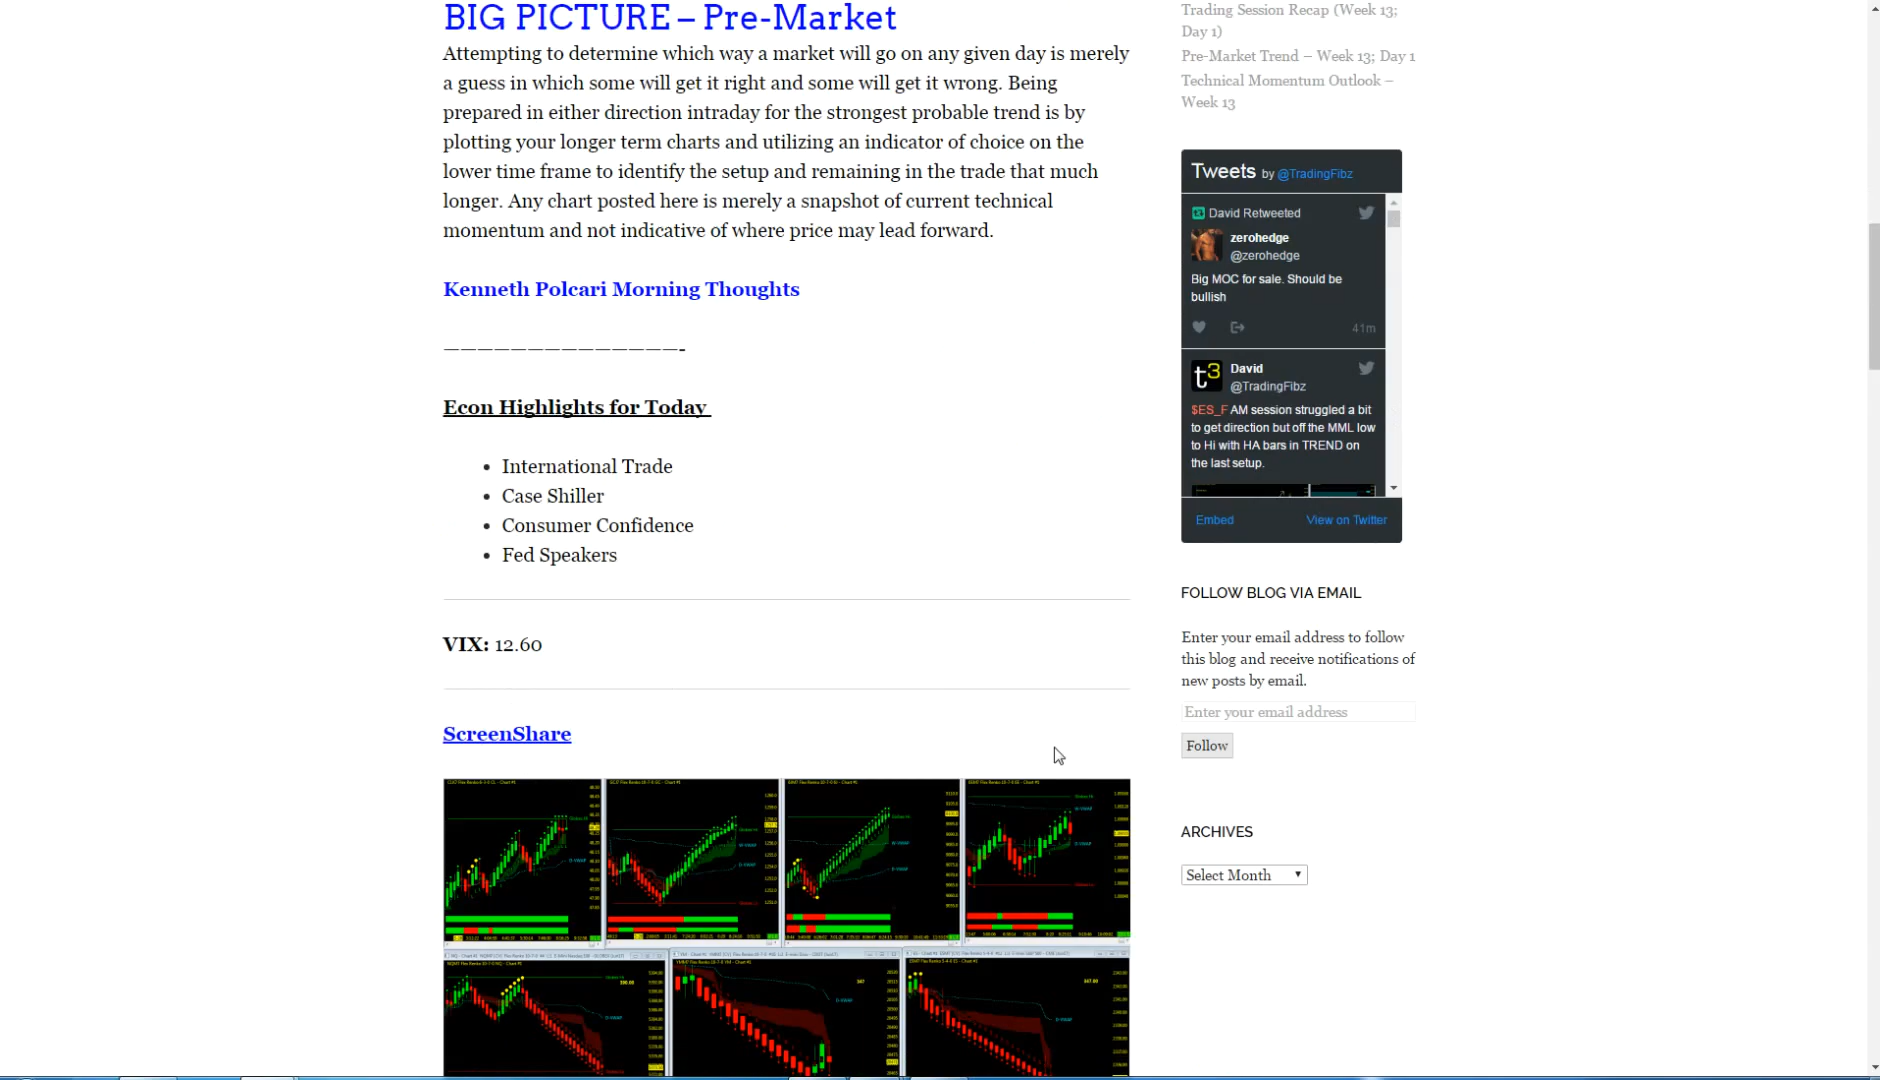 BIG PICTURE – Pre-Market
Attempting to determine which way a market will go on any given day is merely
a guess in which some will get it right and some will get it wrong. Being
prepared in either direction intraday for the strongest probable trend is by
plotting your longer term charts and utilizing an indicator of choice on the
lower time frame to identify the setup and remaining in the trade that much
longer. Any chart posted here is merely a snapshot of current technical
momentum and not indicative of where price may lead forward.
Kenneth Polcari Morning Thoughts
——————————————-
Econ Highlights for Today
• International Trade
• Case Shiller
• Consumer Confidence
• Fed Speakers
VIX: 12.60
ScreenShare
Trading Session Recap (Week 13;
Day 1)
Pre-Market Trend – Week 13; Day 1
Technical Momentum Outlook –
Week 13
Tweets by @TradingFibz
David Retweeted
zerohedge
@zerohedge
Big MOC for sale. Should be
bullish
41m
t3
David
@TradingFibz
$ES_F AM session struggled a bit
to get direction but off the MML low
to Hi with HA bars in TREND on
the last setup.
Embed
View on Twitter
FOLLOW BLOG VIA EMAIL
Enter your email address to follow
this blog and receive notifications of
new posts by email.
Enter your email address
Follow
ARCHIVES
Select Month